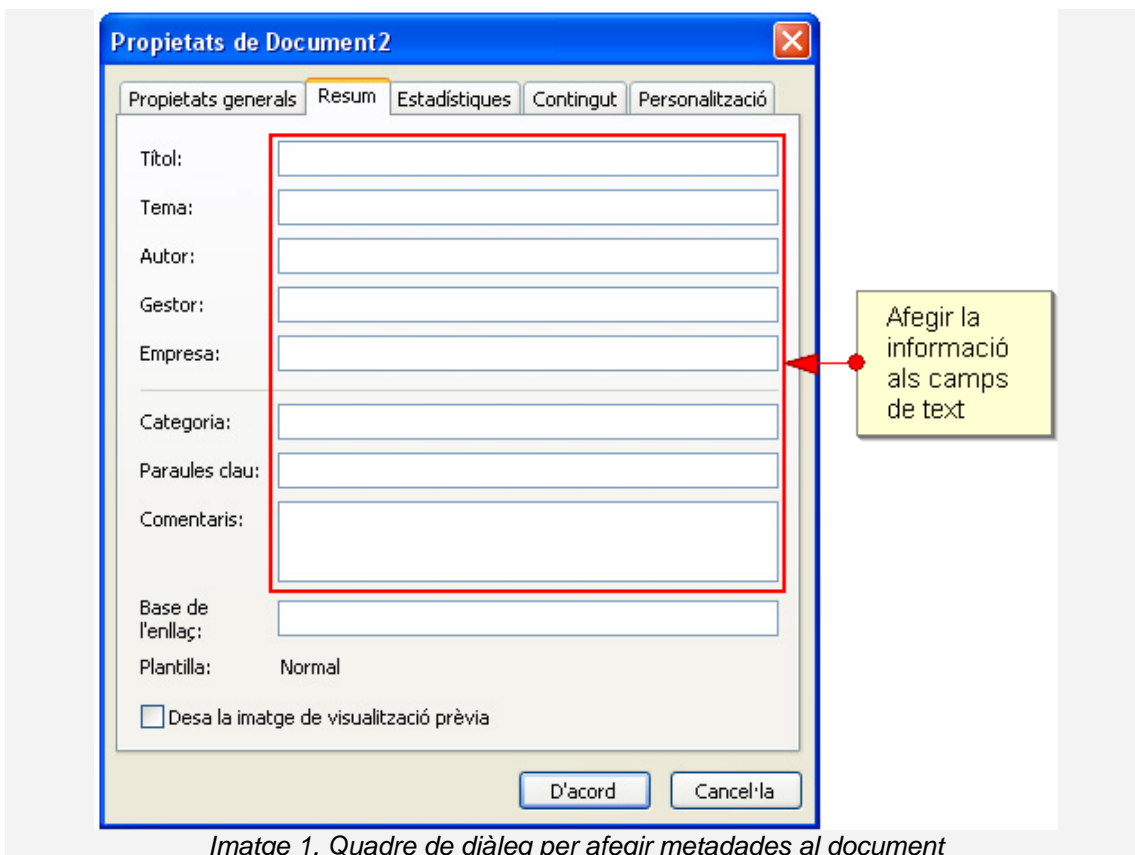 Propietats de Document2
Propietats generals Resum Estadístiques Contingut Personalització
Títol:
Tema:
Autor:
Gestor:
Empresa:
Categoria:
Paraules clau:
Comentaris:
Base de
l'enllaç:
Plantilla: Normal
Desa la imatge de visualització prèvia
D'acord Cancel·la
Afegir la
informació
als camps
de text
Imatge 1. Quadre de diàleg per afegir metadades al document